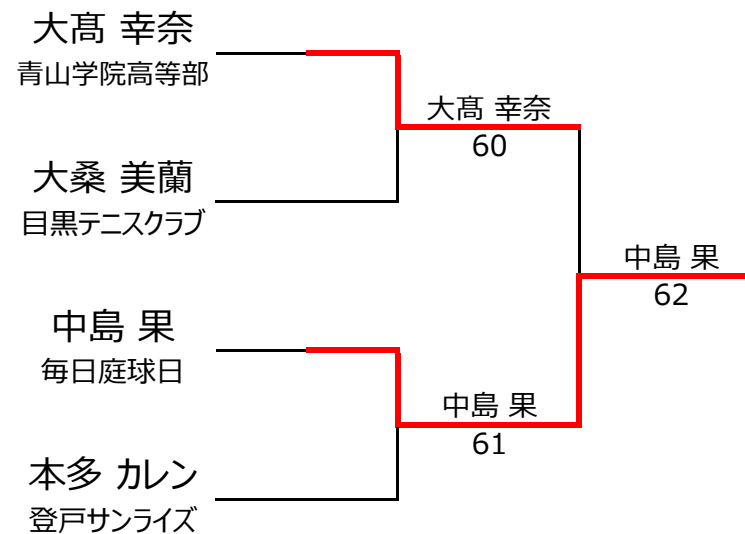 大髙 幸奈
青山学院高等部
大髙 幸奈
60
大桑 美蘭
目黒テニスクラブ
中島 果
62
中島 果
毎日庭球日
中島 果
61
本多 カレン
登戸サンライズ